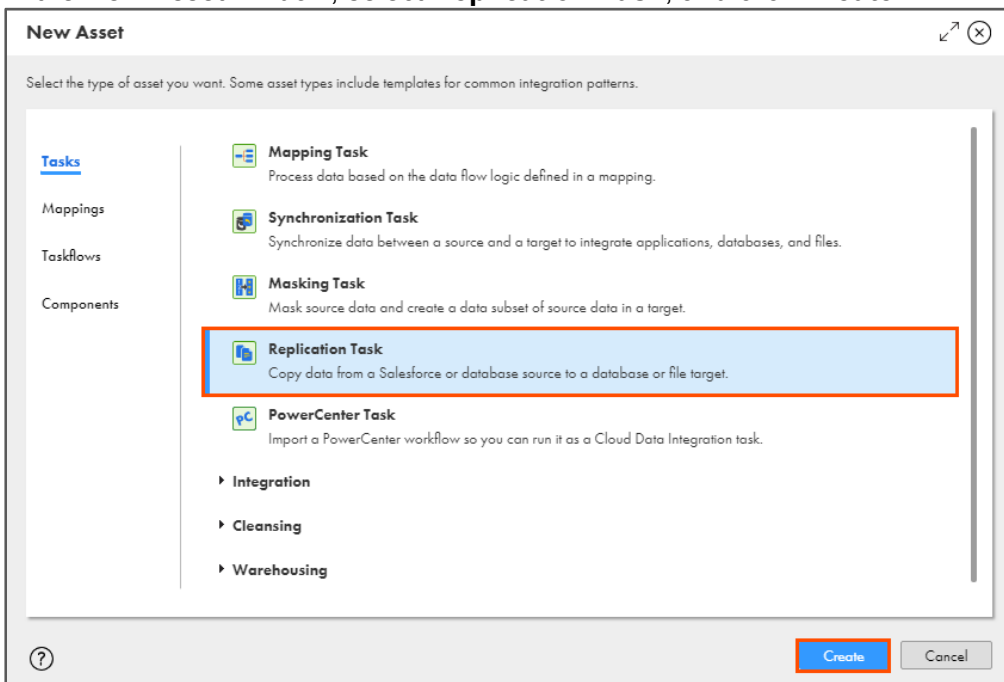 New Asset
Select the type of asset you want. Some asset types include templates for common integration patterns.
Tasks
Mappings
Taskflows
Components
Mapping Task
Process data based on the data flow logic defined in a mapping.
Synchronization Task
Synchronize data between a source and a target to integrate applications, databases, and files.
Masking Task
Mask source data and create a data subset of source data in a target.
Replication Task
Copy data from a Salesforce or database source to a database or file target.
PC
PowerCenter Task
Import a PowerCenter workflow so you can run it as a Cloud Data Integration task.
Integration
Cleansing
Warehousing
?
Create
Cancel